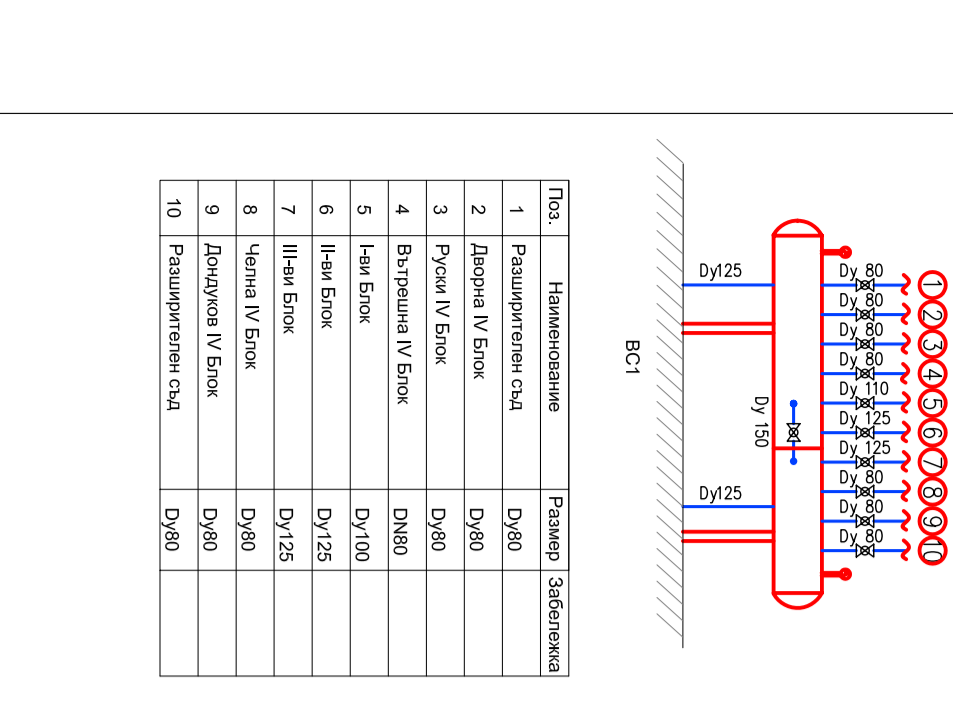 1 2 3 4 5 6 7 8 9 10
Dy 80
Dy 80
Dy 80
Dy 80
Dy 110
Dy 125
Dy 125
Dy 80
Dy 80
Dy 80
Dy 150
Dy125
Dy125
ВС1
Поз. Наименование Размер Забележка
1 Разширителен съд Dy80
2 Дворна IV Блок Dy80
3 Руски IV Блок Dy80
4 Вътрешна IV Блок DN80
5 I-ви Блок Dy100
6 II-ви Блок Dy125
7 III-ви Блок Dy125
8 Челна IV Блок Dy80
9 Дондуков IV Блок Dy80
10 Разширителен съд Dy80